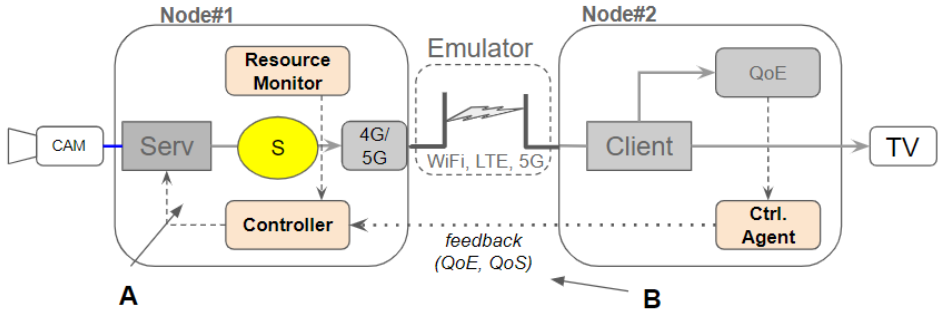 Node#1
Node#2
Resource
Monitor
Emulator
QoE
CAM
Serv
S
4G/
5G
WiFi, LTE, 5G
Client
TV
Controller
Ctrl.
Agent
feedback
(QoE, QoS)
A
B